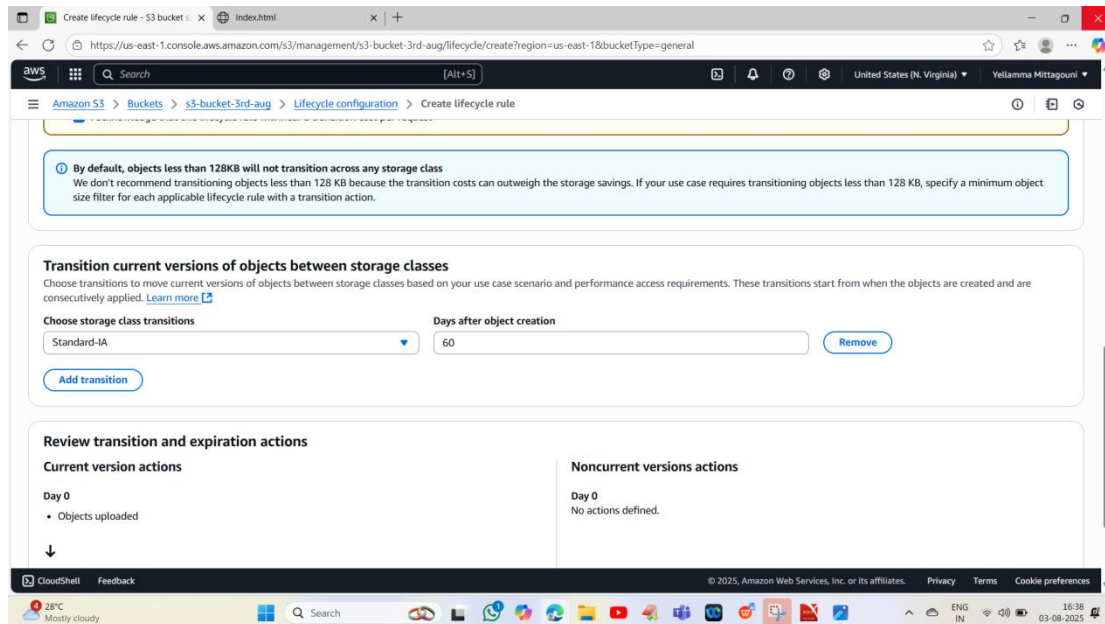 Create lifecycle rule - S3 bucket s
Index.html
https://us-east-1.console.aws.amazon.com/s3/management/s3-bucket-3rd-aug/lifecycle/create?region=us-east-1&bucketType=general
aws
Search
[Alt+S]
United States (N. Virginia)
Yellamma Mittagouni
Amazon S3 > Buckets > s3-bucket-3rd-aug > Lifecycle configuration > Create lifecycle rule
By default, objects less than 128KB will not transition across any storage class
We don't recommend transitioning objects less than 128 KB because the transition costs can outweigh the storage savings. If your use case requires transitioning objects less than 128 KB, specify a minimum object
size filter for each applicable lifecycle rule with a transition action.
Transition current versions of objects between storage classes
Choose transitions to move current versions of objects between storage classes based on your use case scenario and performance access requirements. These transitions start from when the objects are created and are
consecutively applied. Learn more
Choose storage class transitions
Days after object creation
Standard-IA
60
Remove
Add transition
Review transition and expiration actions
Current version actions
Noncurrent versions actions
Day 0
Day 0
• Objects uploaded
No actions defined.
CloudShell Feedback
© 2025, Amazon Web Services, Inc. or its affiliates. Privacy Terms Cookie preferences
28°C
Mostly cloudy
Search
ENG
IN
16:38
03-08-2025